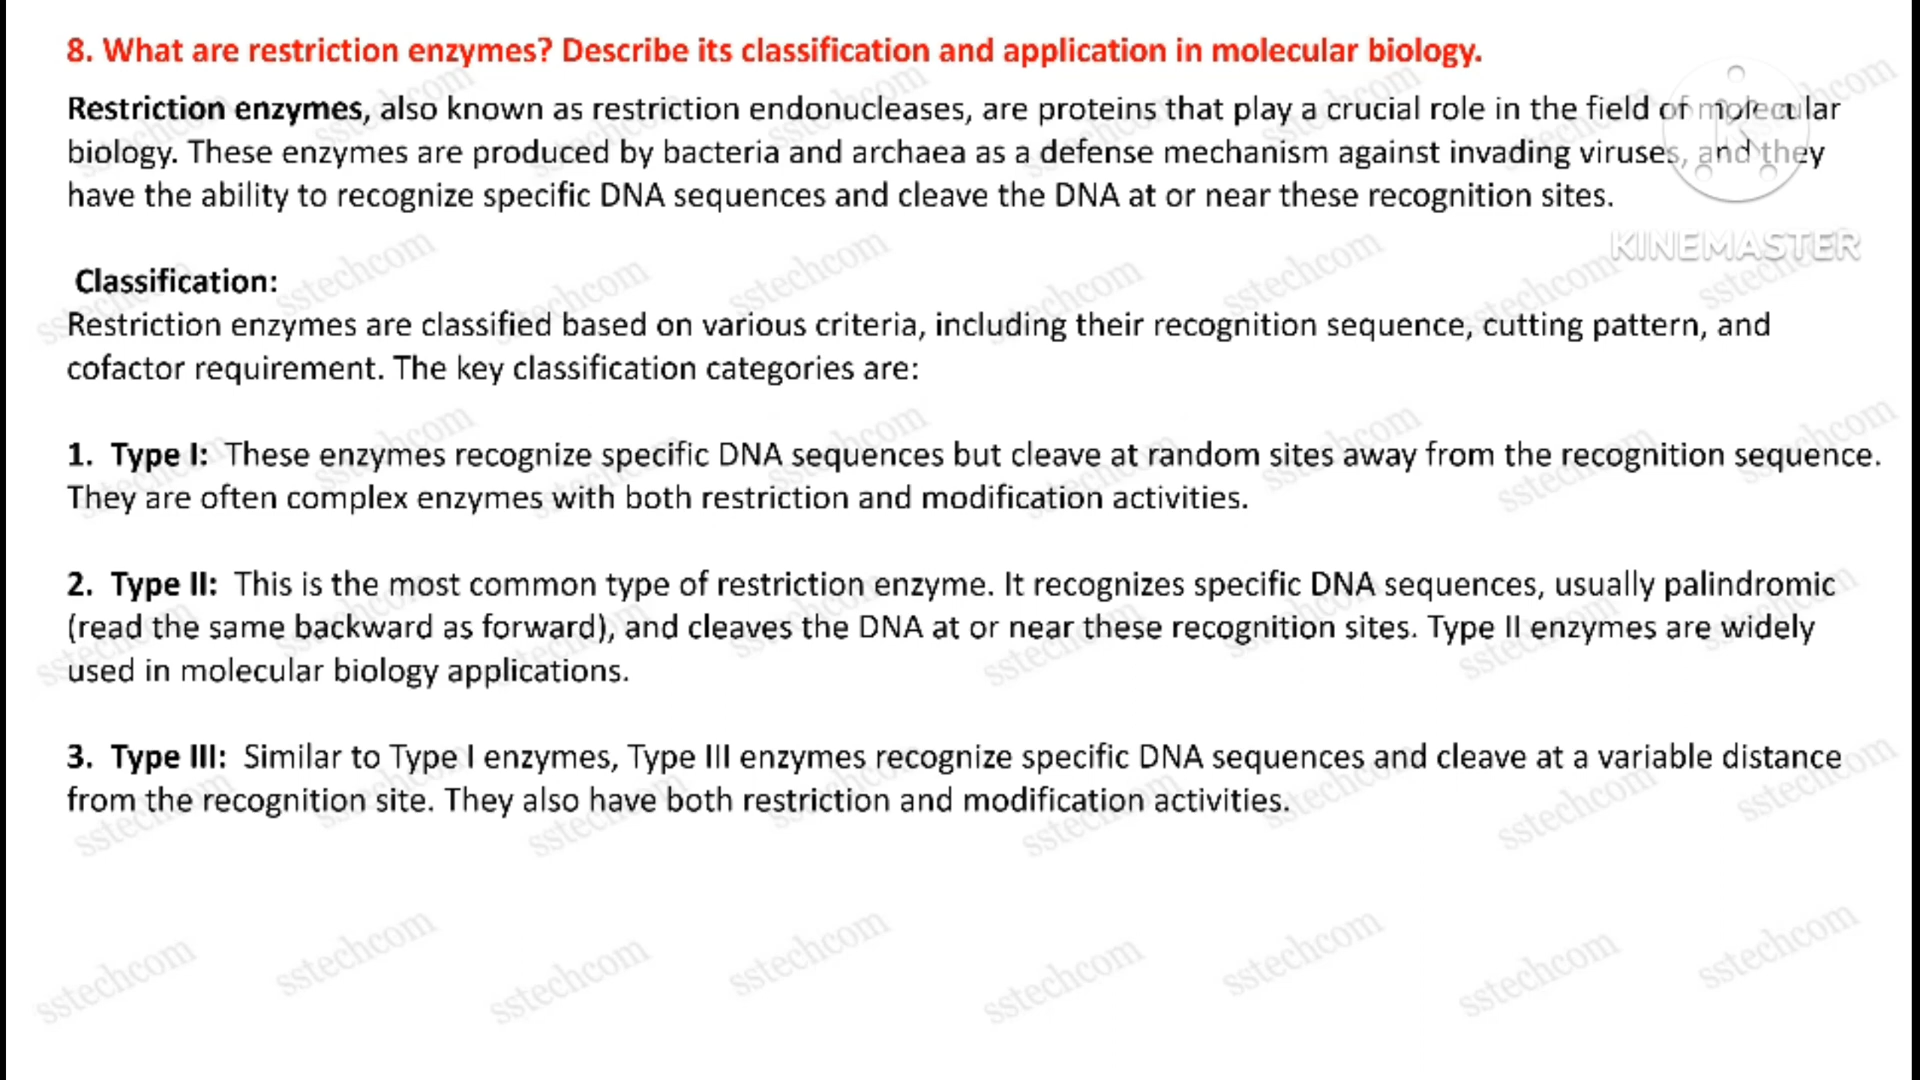 8. What are restriction enzymes? Describe its classification and application in molecular biology.
Restriction enzymes, also known as restriction endonucleases, are proteins that play a crucial role in the field of molecular
biology. These enzymes are produced by bacteria and archaea as a defense mechanism against invading viruses, and they
have the ability to recognize specific DNA sequences and cleave the DNA at or near these recognition sites.
KINEMASTER
Classification:
Restriction enzymes are classified based on various criteria, including their recognition sequence, cutting pattern, and
cofactor requirement. The key classification categories are:
1. Type I: These enzymes recognize specific DNA sequences but cleave at random sites away from the recognition sequence.
They are often complex enzymes with both restriction and modification activities.
2. Type II: This is the most common type of restriction enzyme. It recognizes specific DNA sequences, usually palindromic
(read the same backward as forward), and cleaves the DNA at or near these recognition sites. Type II enzymes are widely
used in molecular biology applications.
3. Type III: Similar to Type I enzymes, Type III enzymes recognize specific DNA sequences and cleave at a variable distance
from the recognition site. They also have both restriction and modification activities.
sstechcom